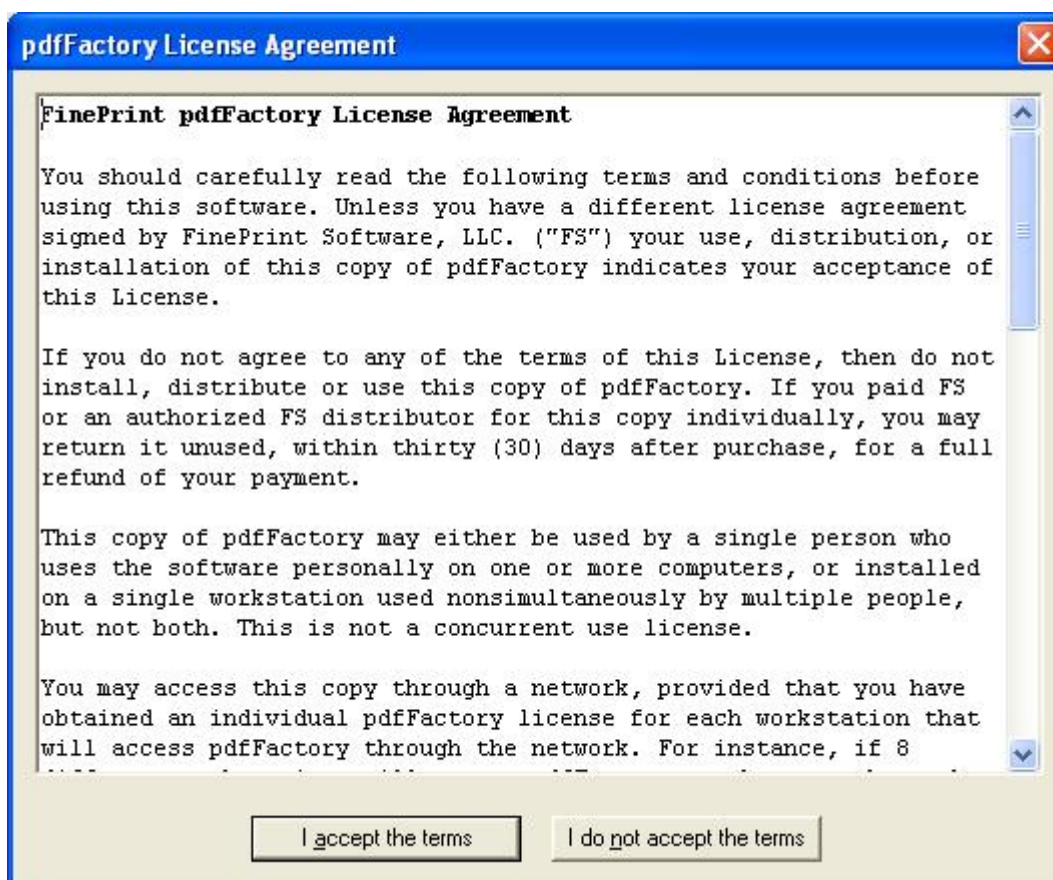 pdfFactory License Agreement
FinePrint pdfFactory License Agreement
You should carefully read the following terms and conditions before
using this software. Unless you have a different license agreement
signed by FinePrint Software, LLC. ("FS") your use, distribution, or
installation of this copy of pdfFactory indicates your acceptance of
this License.
If you do not agree to any of the terms of this License, then do not
install, distribute or use this copy of pdfFactory. If you paid FS
or an authorized FS distributor for this copy individually, you may
return it unused, within thirty (30) days after purchase, for a full
refund of your payment.
This copy of pdfFactory may either be used by a single person who
uses the software personally on one or more computers, or installed
on a single workstation used nonsimultaneously by multiple people,
but not both. This is not a concurrent use license.
You may access this copy through a network, provided that you have
obtained an individual pdfFactory license for each workstation that
will access pdfFactory through the network. For instance, if 8
I accept the terms
I do not accept the terms